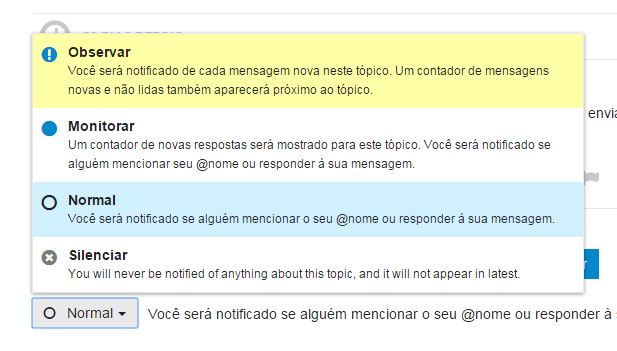 Observar
Você será notificado de cada mensagem nova neste tópico. Um contador de mensagens
novas e não lidas também aparecerá próximo ao tópico.
envia
Monitorar
Um contador de novas respostas será mostrado para este tópico. Você será notificado se
alguém mencionar seu @nome ou responder à sua mensagem.
Normal
Você será notificado se alguém mencionar o seu @nome ou responder à sua mensagem.
Silenciar
You will never be notified of anything about this topic, and it will not appear in latest.
r
Normal Você será notificado se alguém mencionar o seu @nome ou responder à